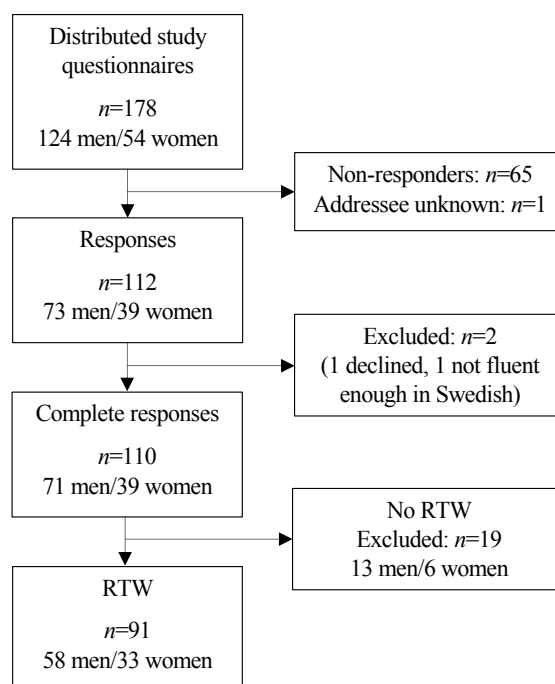 Distributed study
questionnaires
n=178
124 men/54 women
Non-responders: n=65
Addressee unknown: n=1
Responses
n=112
73 men/39 women
Excluded: n=2
(1 declined, 1 not fluent
enough in Swedish)
Complete responses
n=110
71 men/39 women
No RTW
Excluded: n=19
13 men/6 women
RTW
n=91
58 men/33 women